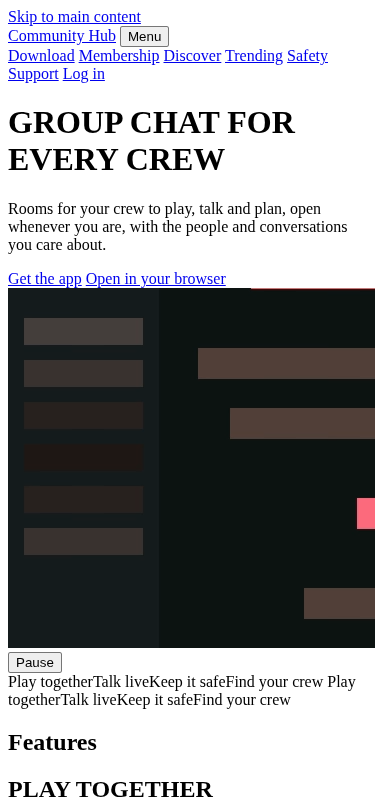 Skip to main content
Community Hub Menu
Download Membership Discover Trending Safety
Support Log in
GROUP CHAT FOR
EVERY CREW
Rooms for your crew to play, talk and plan, open
whenever you are, with the people and conversations
you care about.
Get the app Open in your browser
Pause
Play togetherTalk liveKeep it safeFind your crew Play
togetherTalk liveKeep it safeFind your crew
Features
PLAY TOGETHER